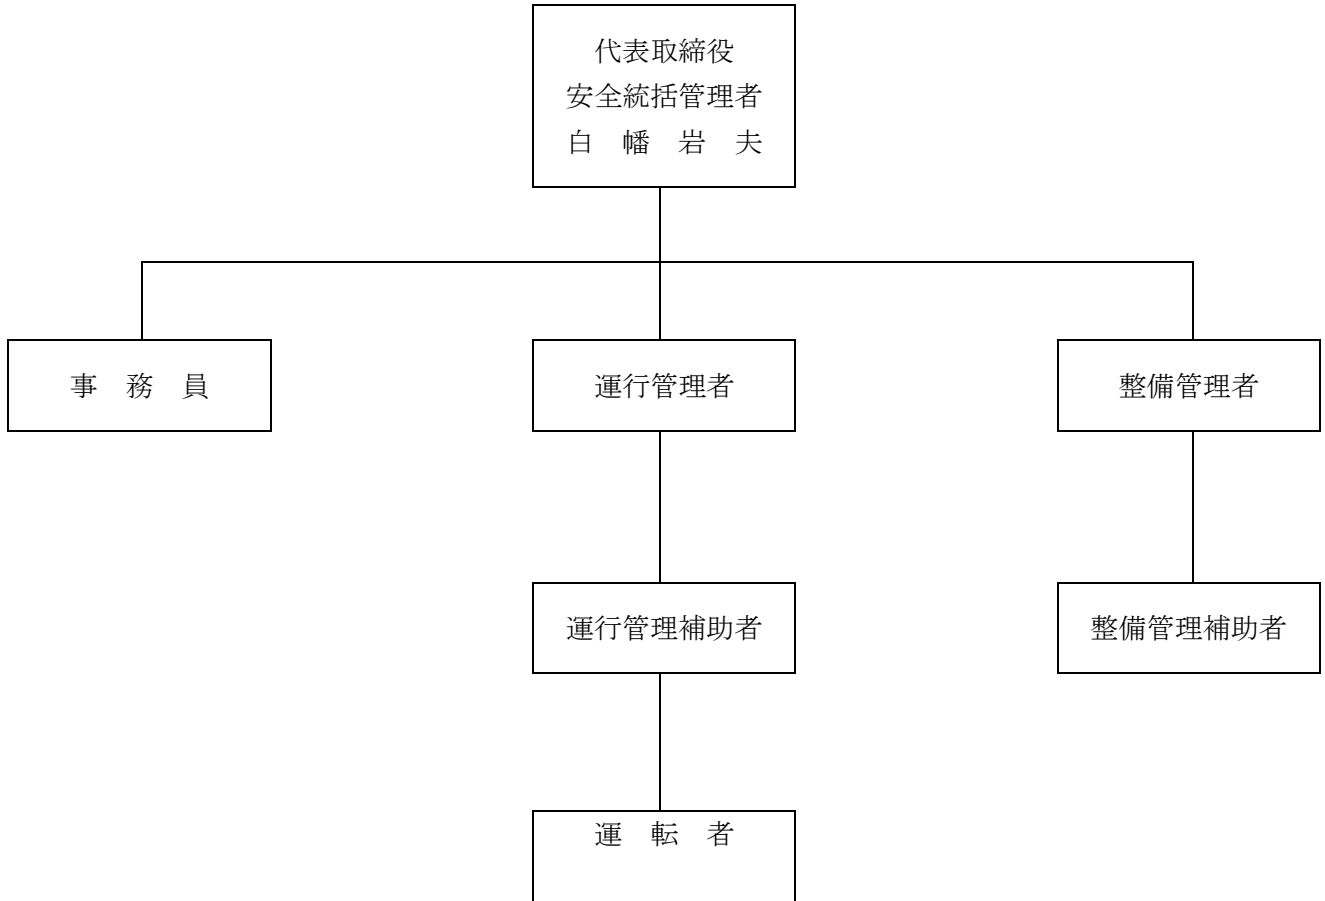 代表取締役
安全統括管理者
白　幡　岩　夫
事　務　員
運行管理者
整備管理者
運行管理補助者
整備管理補助者
運　転　者